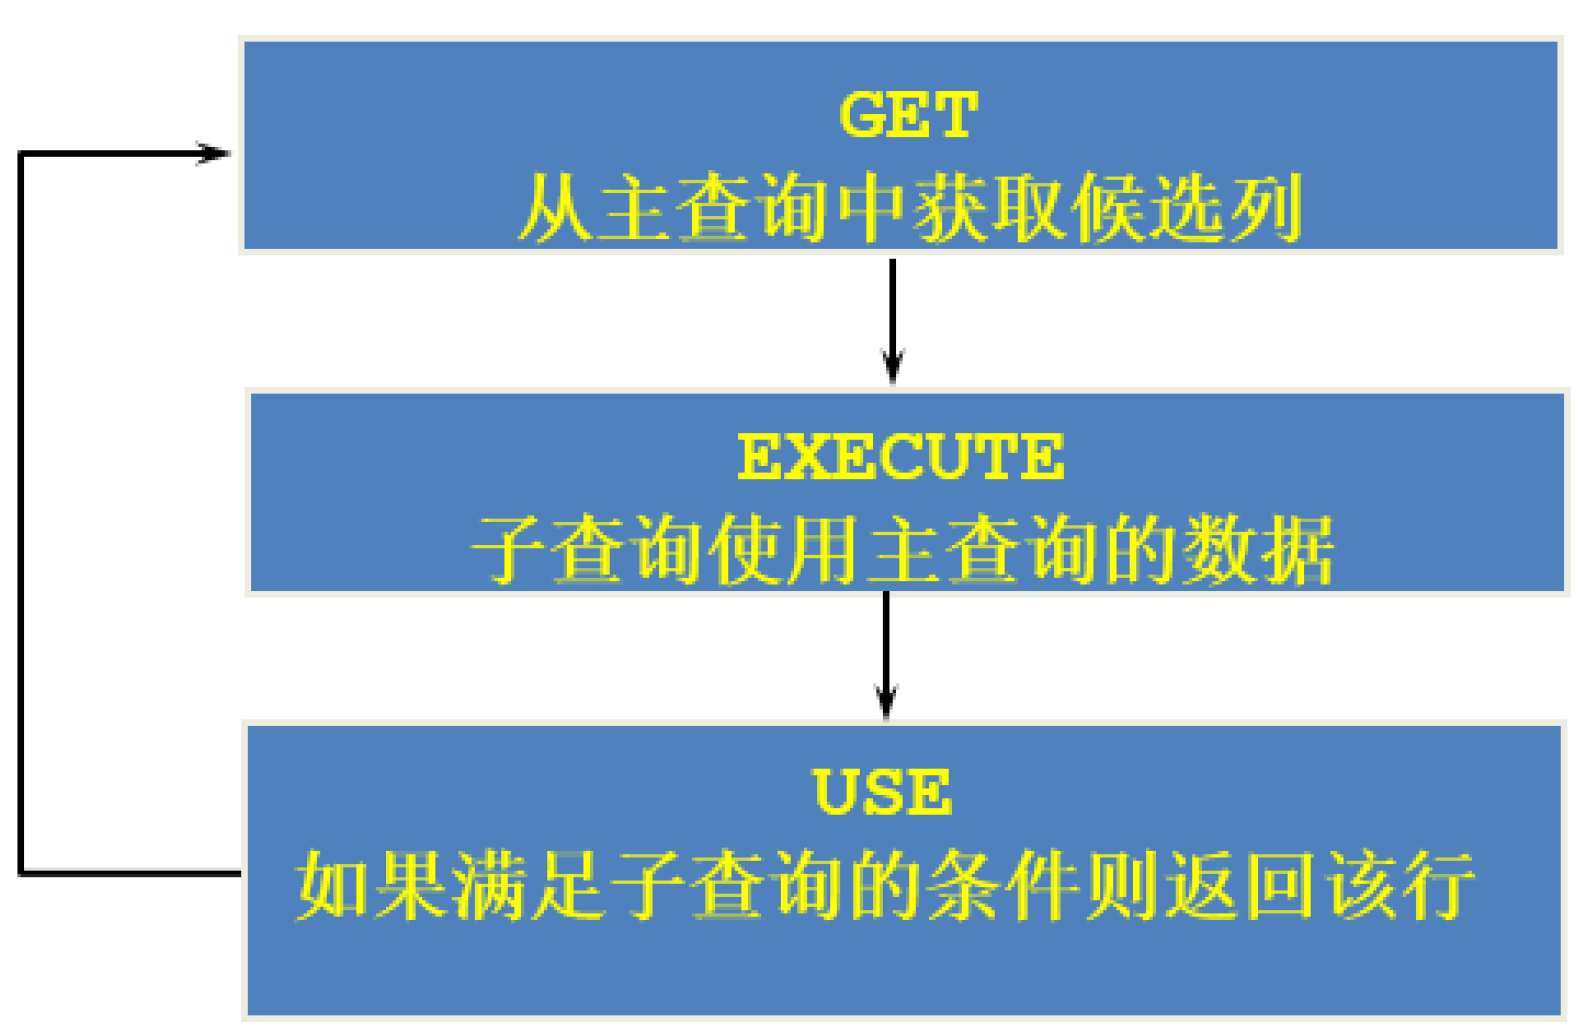 GET
从主查询中获取候选列
EXECUTE
子查询使用主查询的数据
USE
如果满足子查询的条件则返回该行